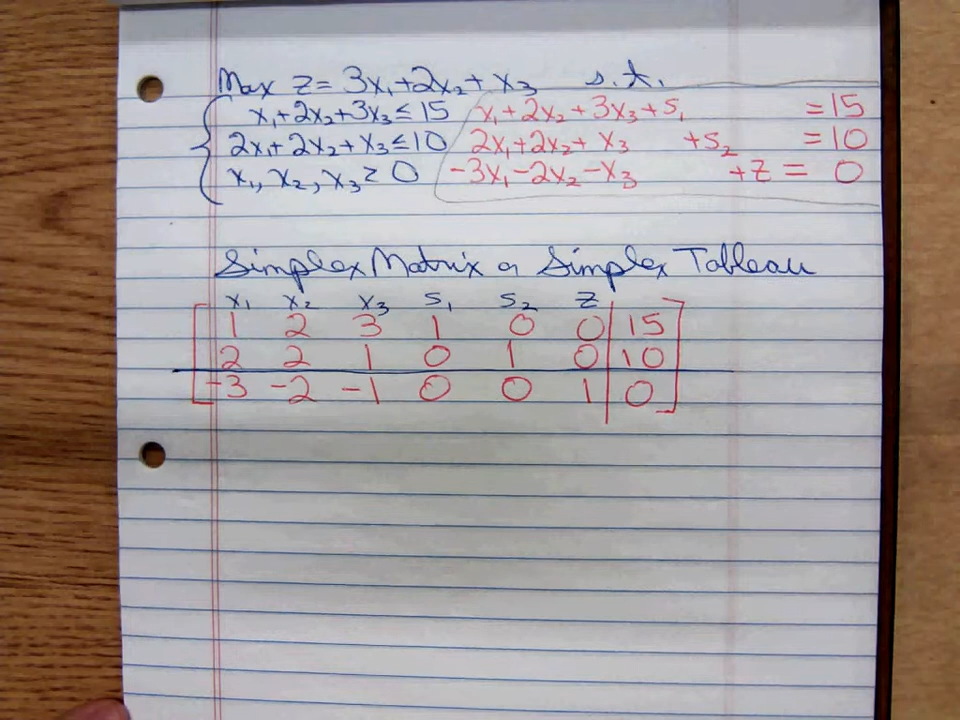 Max z = 3x₁+2x₂+x₃ s.t.
x₁+2x₂+3x₃≤15 x₁+2x₂+3x₃+s₁ =15
2x₁+2x₂+x₃≤10 2x₁+2x₂+x₃ +s₂ =10
x₁, x₂, x₃ ≥ 0 -3x₁-2x₂-x₃ +z = 0
Simplex Matrix or Simplex Tableau
x₁ x₂ x₃ s₁ s₂ z
1 2 3 1 0 0 15
2 2 1 0 1 0 10
-3 -2 -1 0 0 1 0